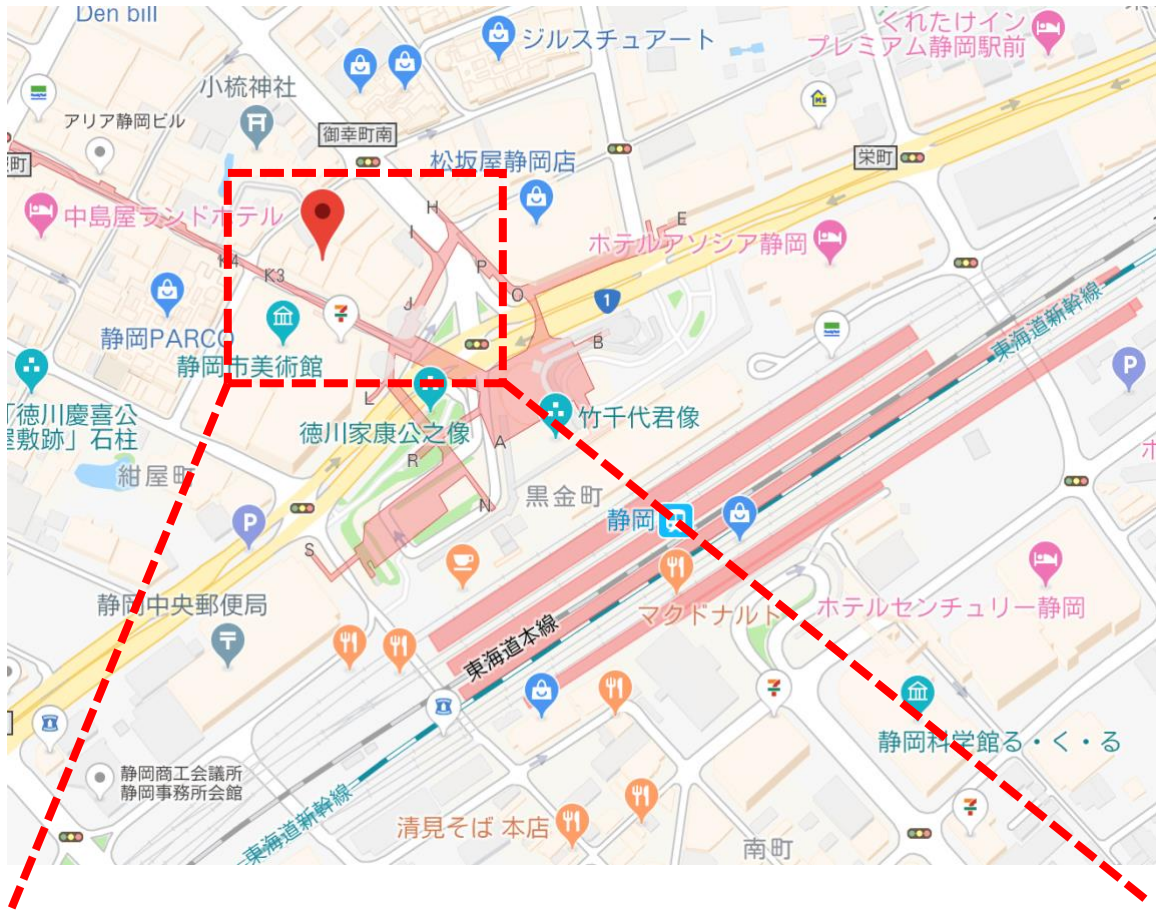 Den bill
ジルスチュアート
くれたけイン
プレミアム静岡駅前
小梳神社
アリア静岡ビル
御幸町南
MS
町
松坂屋静岡店
栄町
中島屋ランドホテル
H
E
I
ホテルアソシア静岡
K4
K3
P
O
J
1
静岡PARCO
静岡市美術館
B
東海道新幹線
P
「徳川慶喜公
屋敷跡」石柱
L
徳川家康公之像
竹千代君像
A
R
紺屋町
N
黒金町
静岡
P
S
静岡中央郵便局
マクドナルト
ホテルセンチュリー静岡
東海道本線
静岡科学館る・く・る
静岡商工会議所
静岡事務所会館
東海道新幹線
清見そば 本店
南町